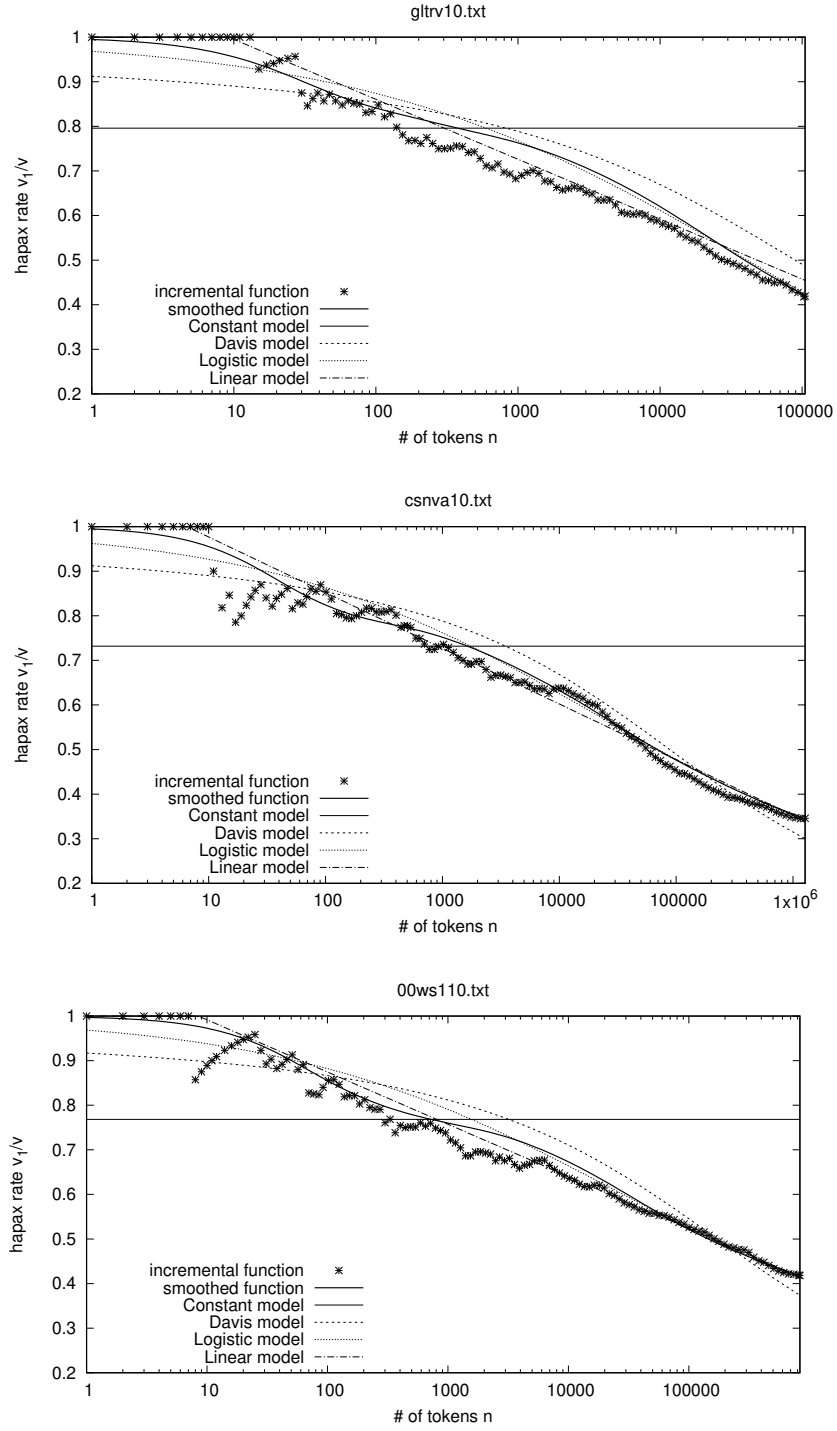 gltrv10.txt
1
0.9
0.8
0.7
0.6
0.5
0.4
0.3
0.2
hapax rate v1/v
incremental function
smoothed function
Constant model
Davis model
Logistic model
Linear model
1 10 100 1000 10000 100000
# of tokens n
csnva10.txt
1
0.9
0.8
0.7
0.6
0.5
0.4
0.3
0.2
hapax rate v1/v
incremental function
smoothed function
Constant model
Davis model
Logistic model
Linear model
1 10 100 1000 10000 100000 1x10^6
# of tokens n
00ws110.txt
1
0.9
0.8
0.7
0.6
0.5
0.4
0.3
0.2
hapax rate v1/v
incremental function
smoothed function
Constant model
Davis model
Logistic model
Linear model
1 10 100 1000 10000 100000
# of tokens n